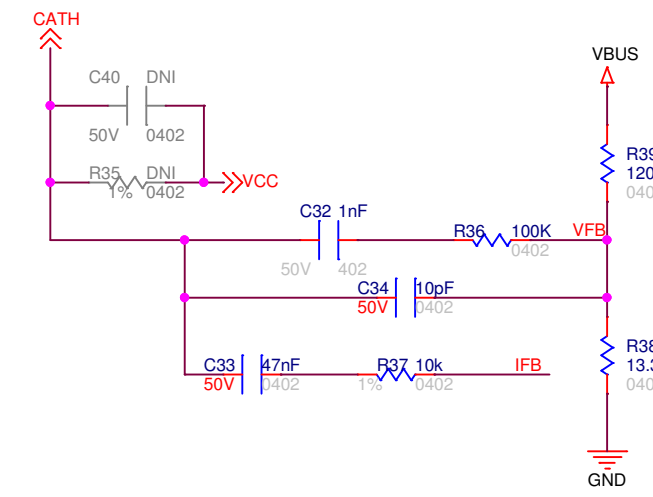 CATH
VBUS
C40 DNI
50V 0402
R35 DNI
1% 0402
VCC
R39
120
040
C32 1nF
50V 402
R36 100K
0402
VFB
C34 10pF
50V 0402
R38
13.3
040
C33 47nF
50V 0402
R37 10k
1% 0402
IFB
GND